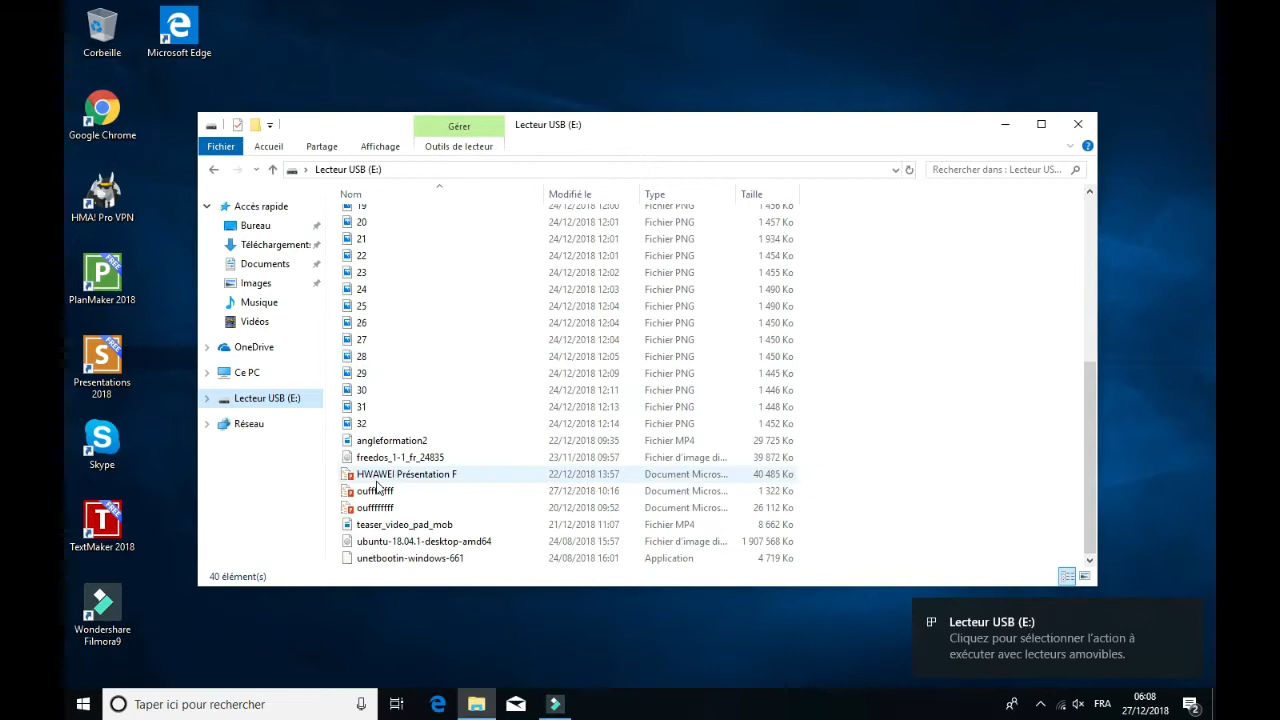 Corbeille
Microsoft Edge
Google Chrome
HMA! Pro VPN
PlanMaker 2018
Presentations
2018
Skype
TextMaker 2018
Wondershare
Filmora9
Gérer
Lecteur USB (E:)
Fichier Accueil Partage Affichage Outils de lecteur
Lecteur USB (E:)
Rechercher dans : Lecteur US...
Nom Modifié le Type Taille
Accès rapide
Bureau
Téléchargement:
Documents
Images
Musique
Vidéos
OneDrive
Ce PC
Lecteur USB (E:)
Réseau
19 24/12/2018 12:00 Fichier PNG 1 456 Ko
20 24/12/2018 12:01 Fichier PNG 1 457 Ko
21 24/12/2018 12:01 Fichier PNG 1 934 Ko
22 24/12/2018 12:01 Fichier PNG 1 454 Ko
23 24/12/2018 12:02 Fichier PNG 1 455 Ko
24 24/12/2018 12:03 Fichier PNG 1 490 Ko
25 24/12/2018 12:04 Fichier PNG 1 490 Ko
26 24/12/2018 12:04 Fichier PNG 1 450 Ko
27 24/12/2018 12:04 Fichier PNG 1 450 Ko
28 24/12/2018 12:05 Fichier PNG 1 450 Ko
29 24/12/2018 12:09 Fichier PNG 1 445 Ko
30 24/12/2018 12:11 Fichier PNG 1 446 Ko
31 24/12/2018 12:13 Fichier PNG 1 448 Ko
32 24/12/2018 12:14 Fichier PNG 1 452 Ko
angleformation2 22/12/2018 09:35 Fichier MP4 29 725 Ko
freedos_1-1_fr_24835 23/11/2018 09:57 Fichier d'image di... 39 872 Ko
HWAWEI Présentation F 22/12/2018 13:57 Document Micros... 40 485 Ko
27/12/2018 10:16 Document Micros... 1 322 Ko
ouffffffff 20/12/2018 09:52 Document Micros... 26 112 Ko
teaser_video_pad_mob 21/12/2018 11:07 Fichier MP4 8 662 Ko
ubuntu-18.04.1-desktop-amd64 24/08/2018 15:57 Fichier d'image di... 1 907 568 Ko
unetbootin-windows-661 24/08/2018 16:01 Application 4 719 Ko
40 élément(s)
Lecteur USB (E:)
Cliquez pour sélectionner l'action à
exécuter avec lecteurs amovibles.
Taper ici pour rechercher
FRA
06:08
27/12/2018
2